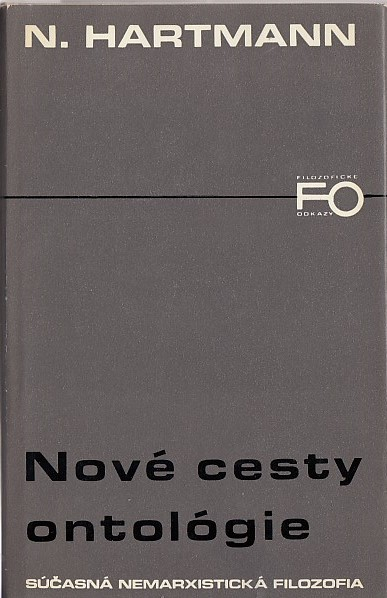 N. HARTMANN
FILOZOFICKÉ
FO
ODKAZY
Nové cesty
ontológie
SÚČASNÁ NEMARXISTICKÁ FILOZOFIA